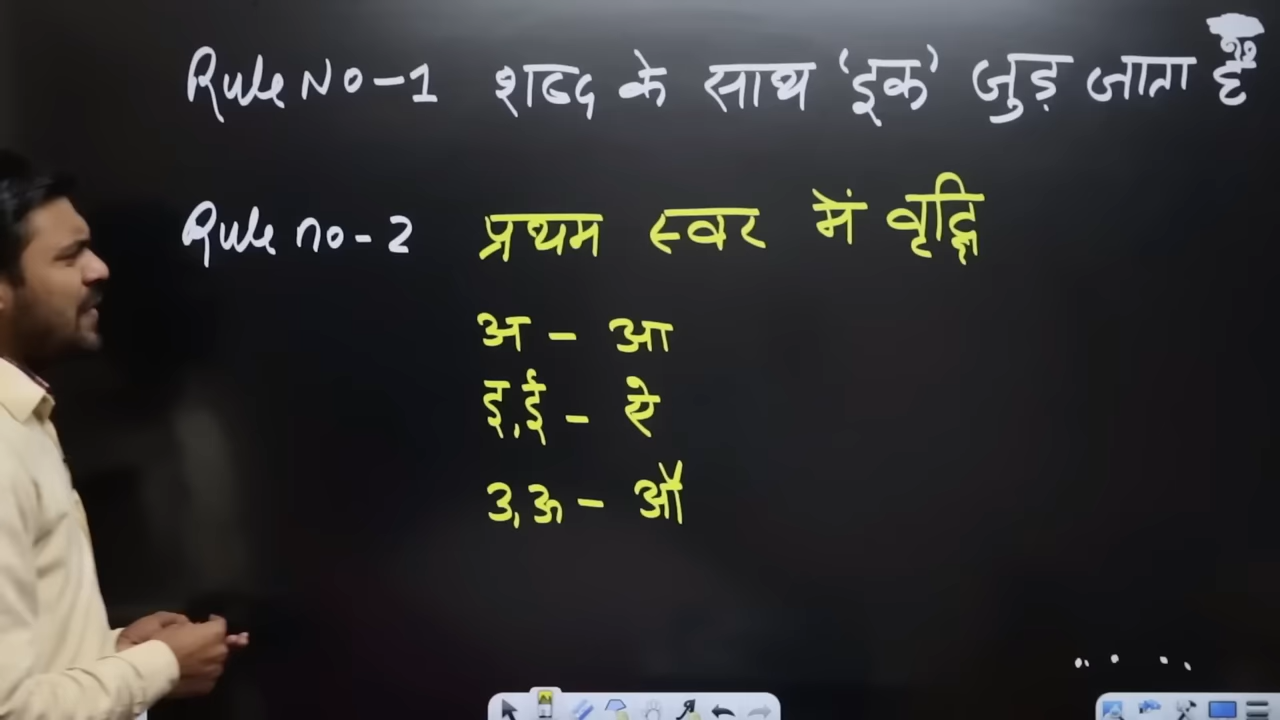 Rule No-1 शब्द के साथ 'इक' जुड़ जाता है
Rule no-2 प्रथम स्वर में वृद्धि
अ - आ
इ, ई - ऐ
उ, ऊ - औ